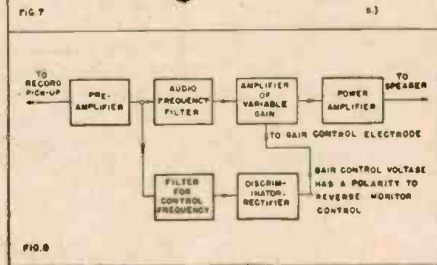 FIG. 7
TO
RECORD
PICK-UP
PRE-
AMPLIFIER
AUDIO
FREQUENCY
FILTER
AMPLIFIER
OF
VARIABLE
GAIN
POWER
AMPLIFIER
TO
SPEAKER
TO GAIN CONTROL ELECTRODE
FILTER
FOR
CONTROL
FREQUENCY
DISCRIM-
INATOR-
RECTIFIER
GAIN CONTROL VOLTAGE
HAS A POLARITY TO
REVERSE MONITOR
CONTROL
FIG. 8